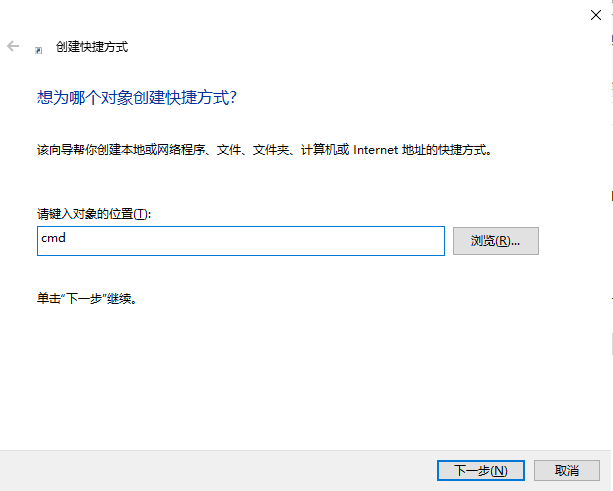 创建快捷方式
想为哪个对象创建快捷方式?
该向导帮你创建本地或网络程序、文件、文件夹、计算机或 Internet 地址的快捷方式。
请键入对象的位置(T):
cmd
浏览(R)...
单击“下一步”继续。
下一步(N)
取消